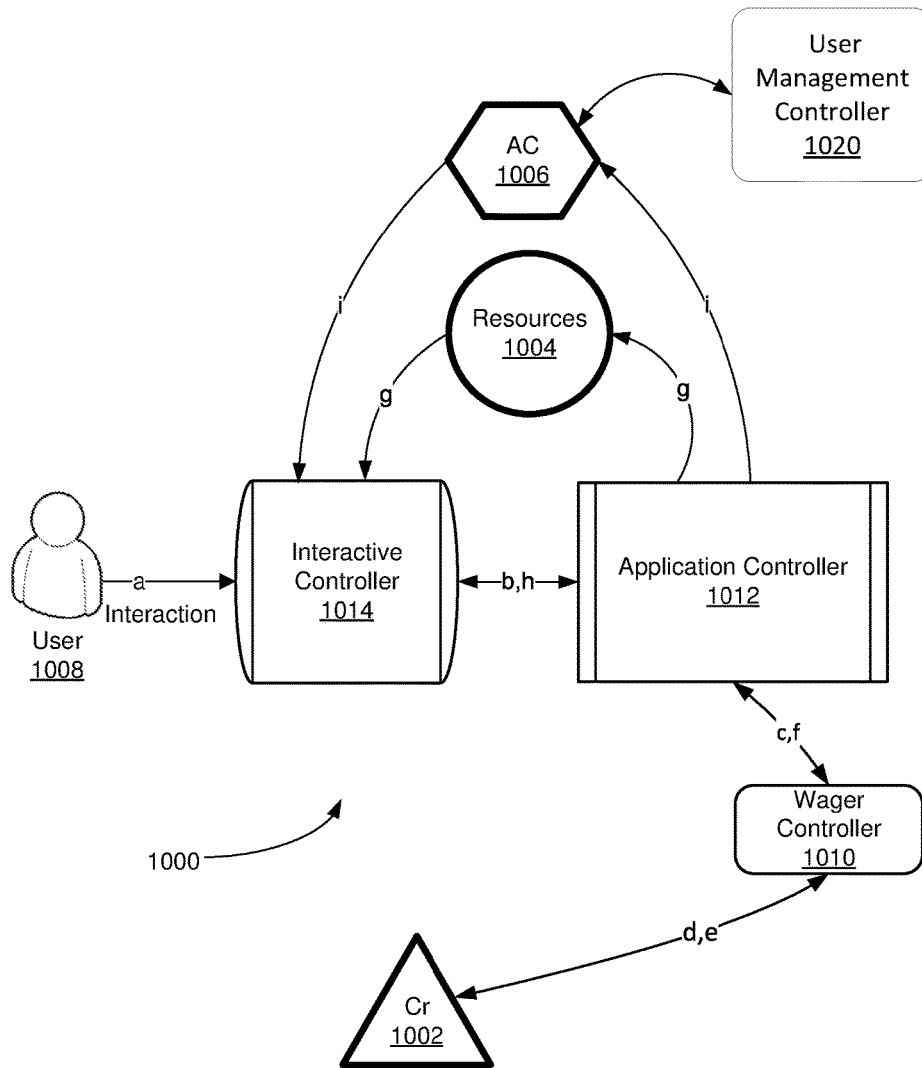 User
Management
Controller
1020
AC
1006
i
i
Resources
1004
g
g
Interactive
Controller
1014
Application Controller
1012
a
Interaction
b,h
User
1008
c,f
Wager
Controller
1010
1000
d,e
Cr
1002